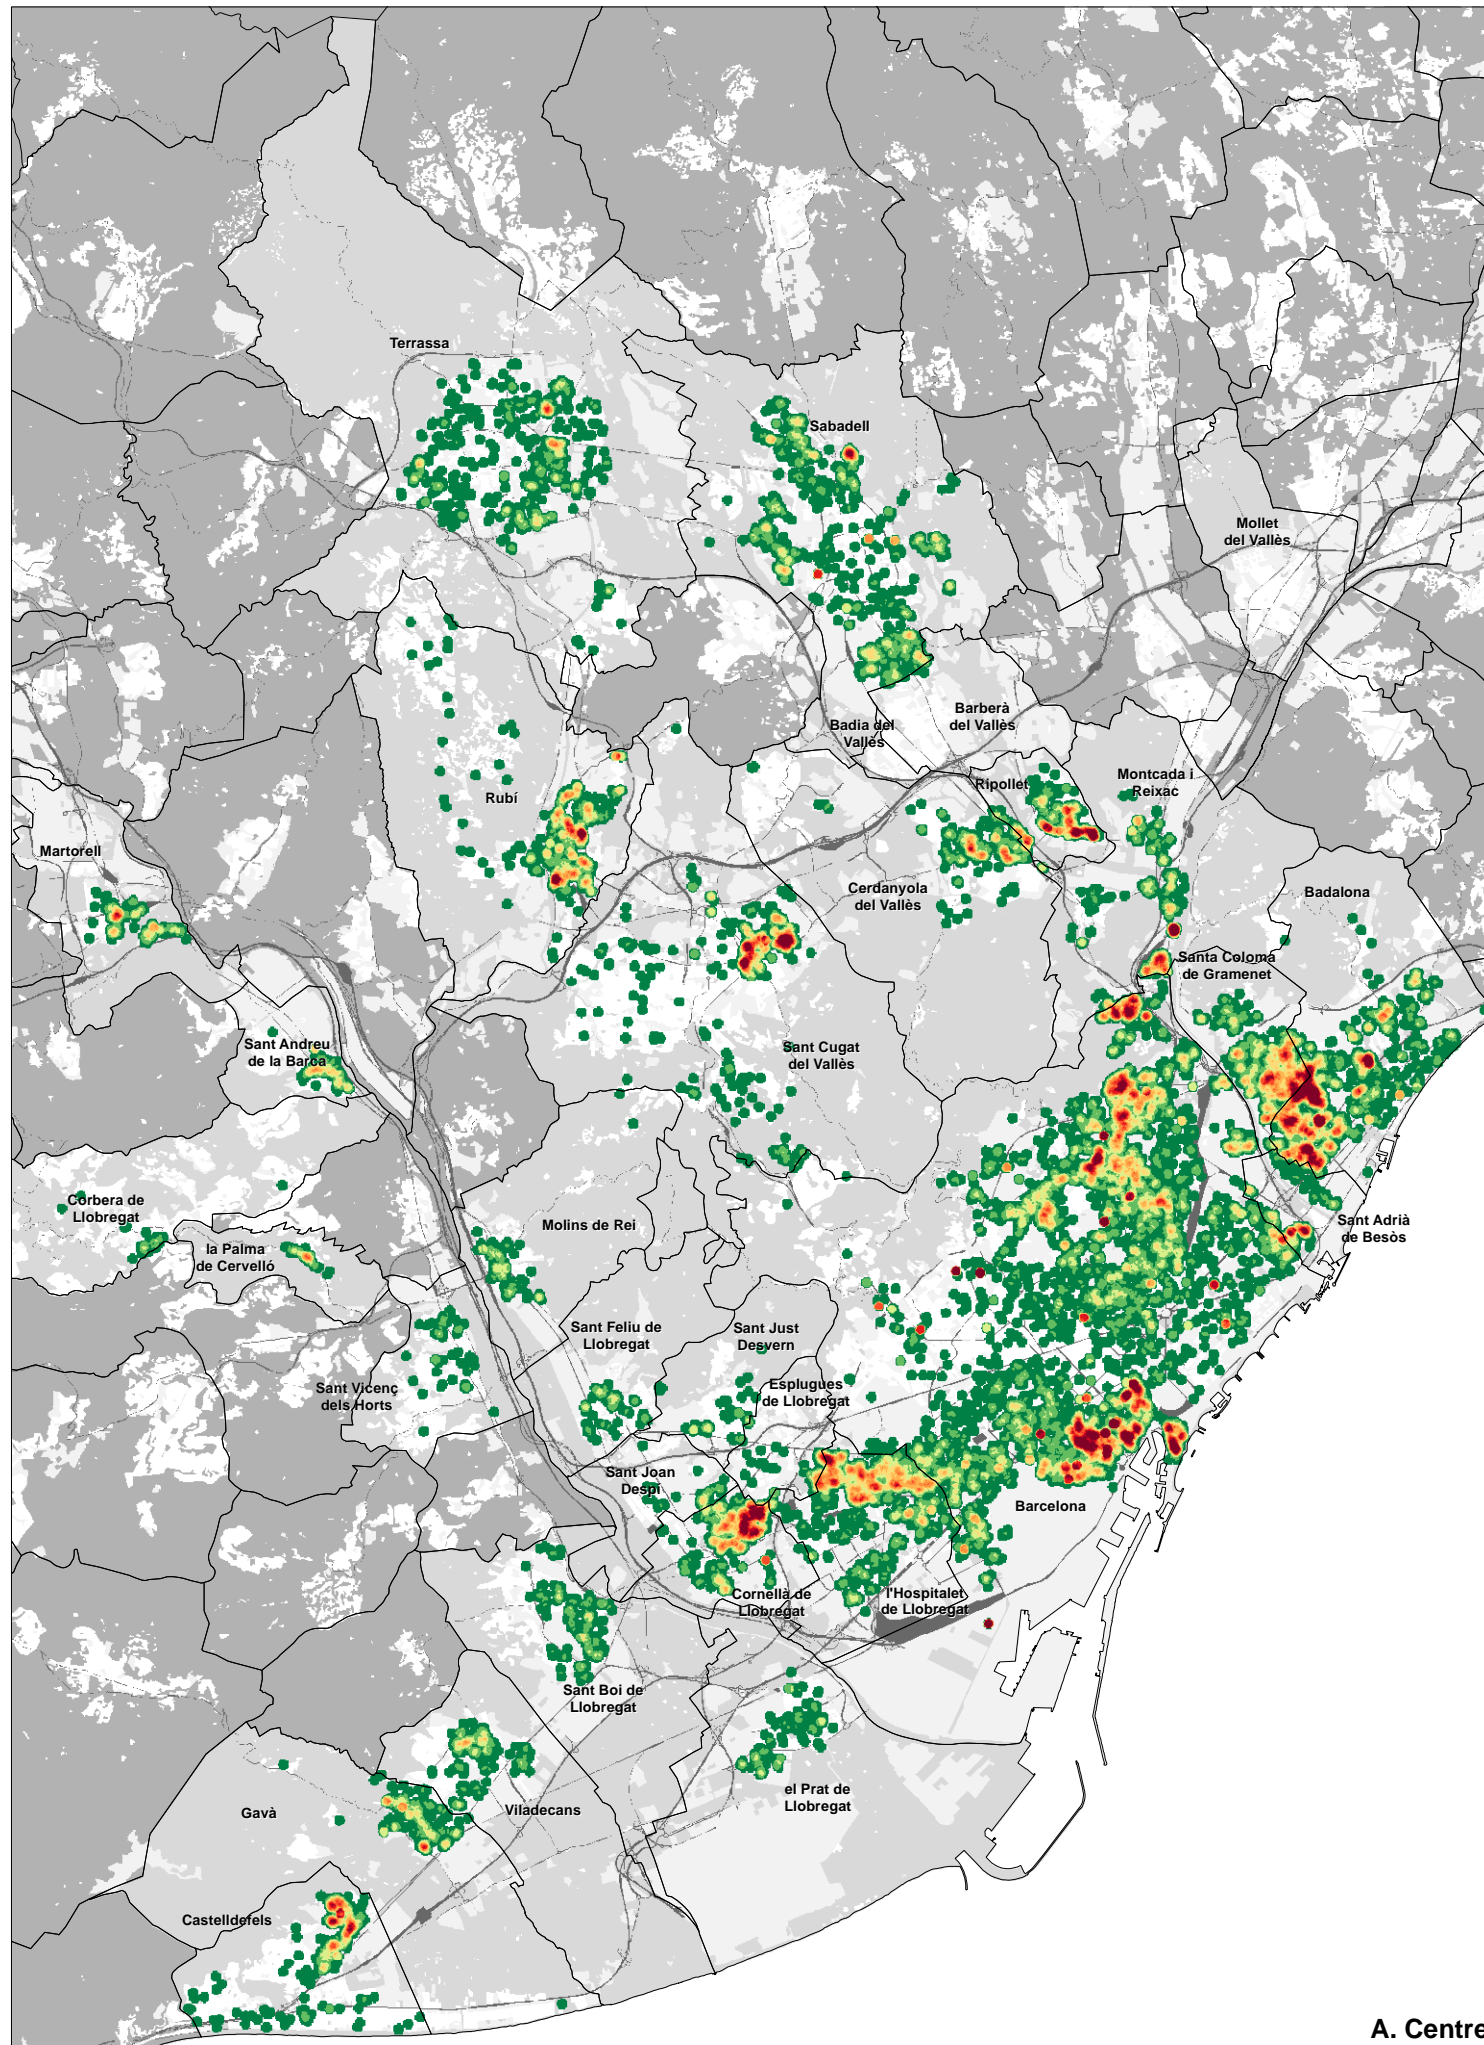 Terrassa
Sabadell
Mollet
del Vallès
Barberà
del Vallès
Badia del
Vallès
Ripollet
Montcada i
Reixac
Rubí
Martorell
Cerdanyola
del Vallès
Badalona
Santa Coloma
de Gramenet
Sant Andreu
de la Barca
Sant Cugat
del Vallès
Corbera de
Llobregat
la Palma
de Cervelló
Molins de Rei
Sant Adrià
de Besòs
Sant Feliu de
Llobregat
Sant Just
Desvern
Sant Vicenç
dels Horts
Esplugues
de Llobregat
Sant Joan
Despí
Barcelona
Cornellà de
Llobregat
l'Hospitalet
de Llobregat
Sant Boi de
Llobregat
el Prat de
Llobregat
Gavà
Viladecans
Castelldefels
A. Centre